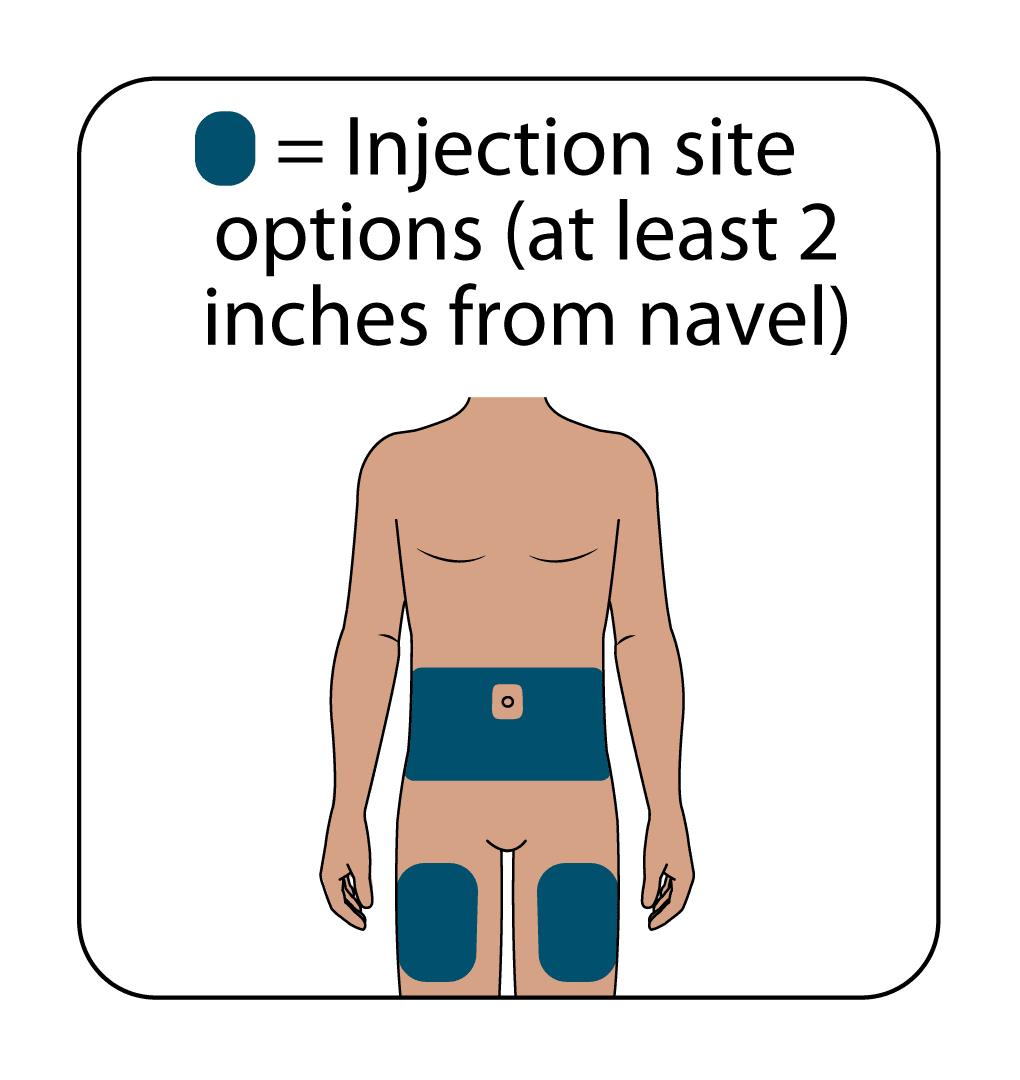 = Injection site
options (at least 2
inches from navel)